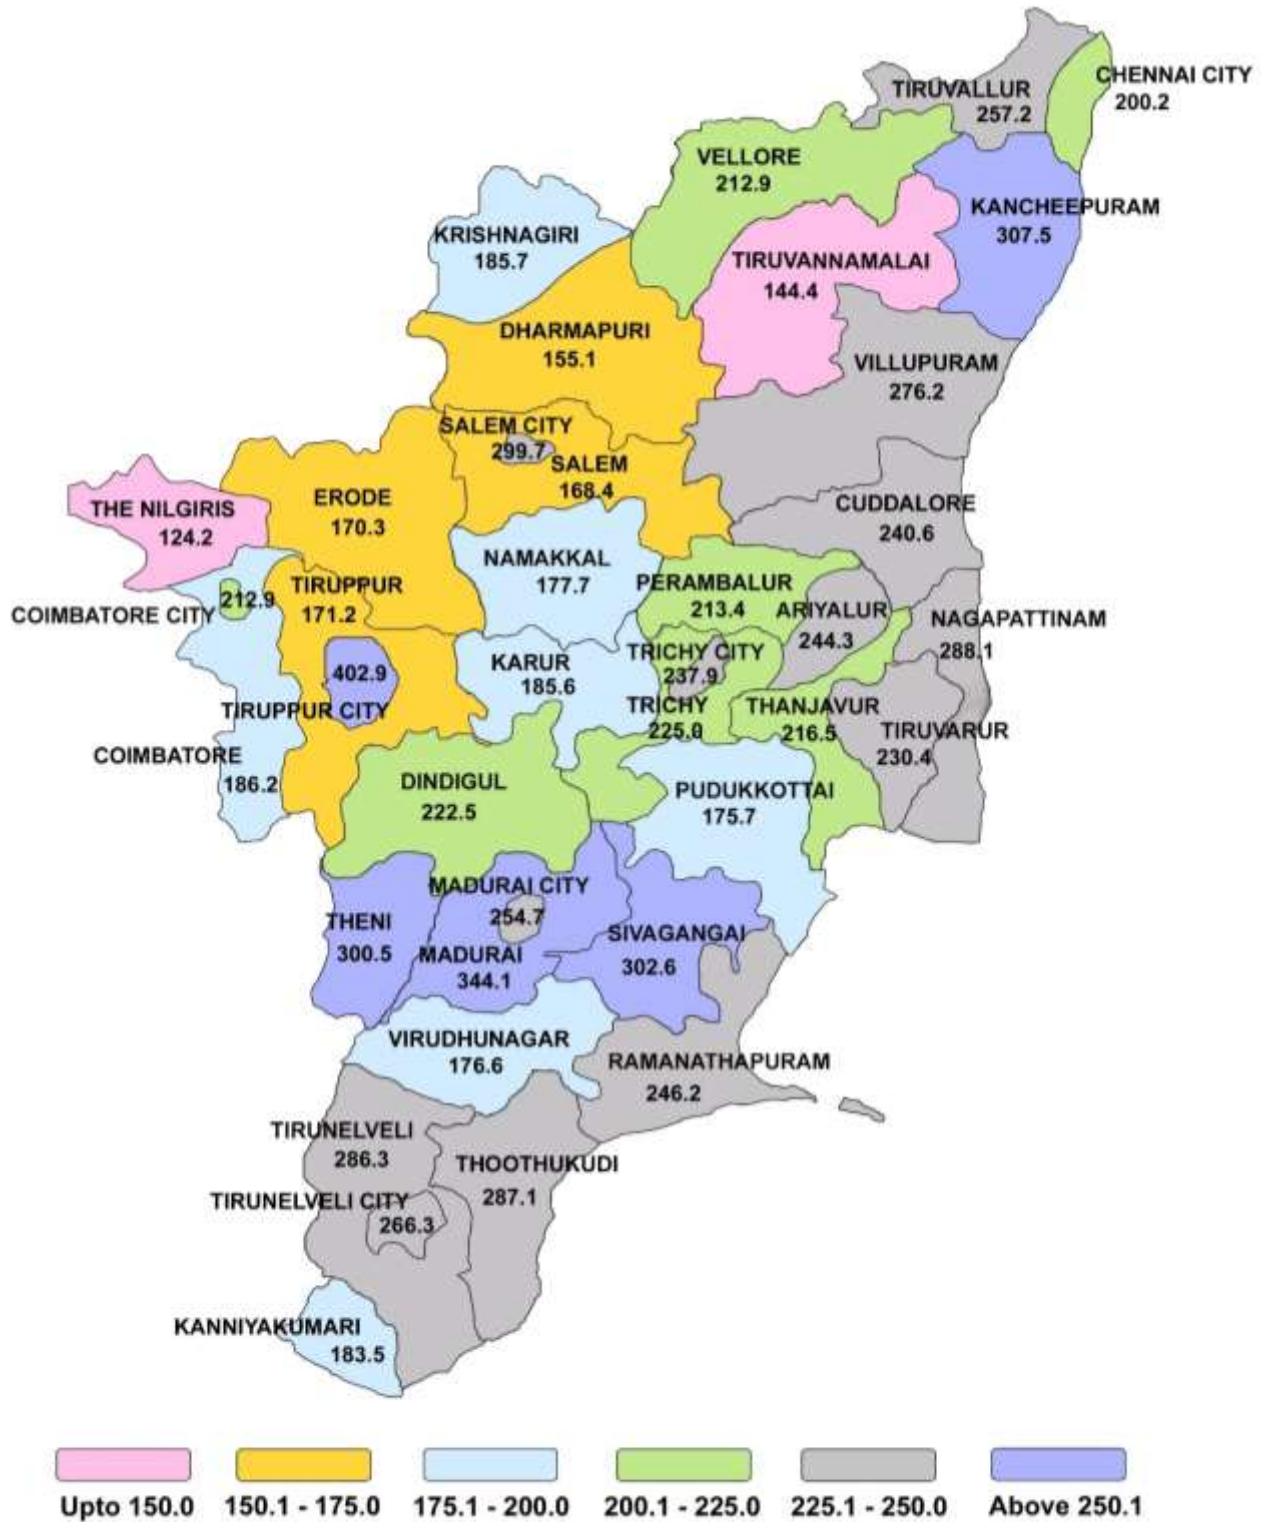 CHENNAI CITY
200.2
TIRUVALLUR
257.2
VELLORE
212.9
KANCHEEPURAM
307.5
KRISHNAGIRI
185.7
TIRUVANNAMALAI
144.4
DHARMAPURI
155.1
VILLUPURAM
276.2
SALEM CITY
299.7
SALEM
168.4
THE NILGIRIS
124.2
ERODE
170.3
CUDDALORE
240.6
NAMAKKAL
177.7
PERAMBALUR
213.4
TIRUPPUR
171.2
COIMBATORE CITY
212.9
ARIYALUR
244.3
NAGAPATTINAM
288.1
TRICHY CITY
237.9
KARUR
185.6
402.9
TIRUPPUR CITY
TRICHY
225.0
THANJAVUR
216.5
TIRUVARUR
230.4
COIMBATORE
186.2
DINDIGUL
222.5
PUDUKKOTTAI
175.7
MADURAI CITY
254.7
THENI
300.5
MADURAI
344.1
SIVAGANGAI
302.6
VIRUDHUNAGAR
176.6
RAMANATHAPURAM
246.2
TIRUNELVELI
286.3
THOOTHUKUDI
287.1
TIRUNELVELI CITY
266.3
KANNIYAKUMARI
183.5
Upto 150.0
150.1 - 175.0
175.1 - 200.0
200.1 - 225.0
225.1 - 250.0
Above 250.1